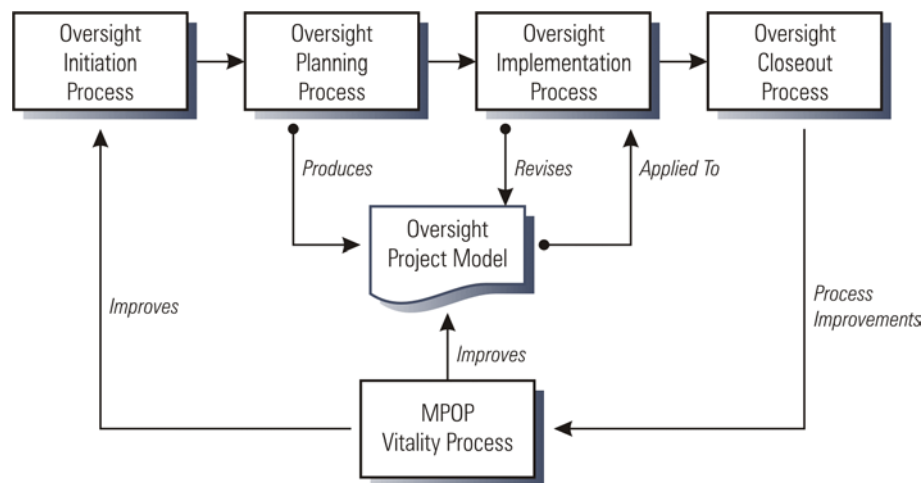 Oversight
Initiation
Process
Oversight
Planning
Process
Oversight
Implementation
Process
Oversight
Closeout
Process
Produces
Revises
Applied To
Oversight
Project Model
Improves
Process
Improvements
Improves
MPOP
Vitality Process